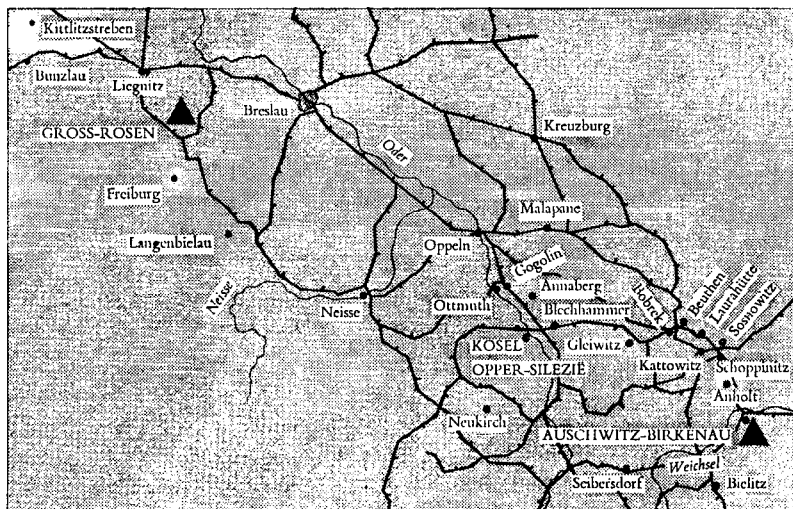 Kittlitzstreben
Bunzlau
Liegnitz
GROSS-ROSEN
Breslau
Oder
Kreuzburg
Freiburg
Langenbielau
Malapane
Oppeln
Gogolin
Annaberg
Ottmuth
Blechhammer
Bobrek
Beuthen
Laurahütte
Sosnowitz
Neisse
Neisse
KOSEL
Gleiwitz
OPPER-SILEZIË
Kattowitz
Schoppinitz
Anholt
Neukirch
AUSCHWITZ-BIRKENAU
Weichsel
Seibersdorf
Bielitz